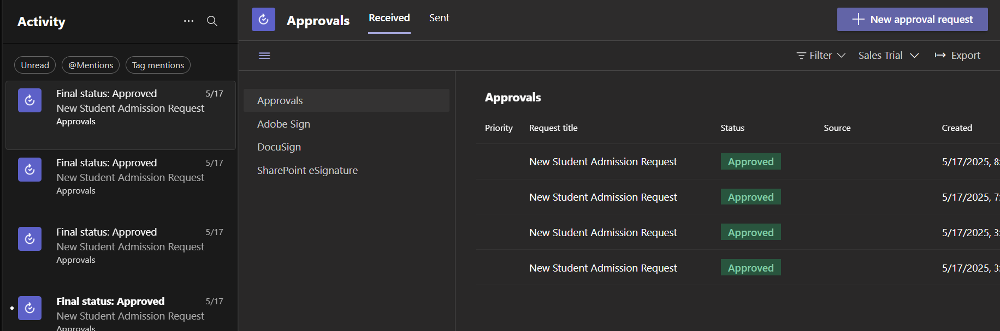 Activity
Unread
@Mentions
Tag mentions
Final status: Approved 5/17
New Student Admission Request
Approvals
Final status: Approved 5/17
New Student Admission Request
Approvals
Final status: Approved 5/17
New Student Admission Request
Approvals
Final status: Approved 5/17
New Student Admission Request
Approvals
Approvals Received Sent
New approval request
Filter Sales Trial Export
Approvals
Adobe Sign
DocuSign
SharePoint eSignature
Approvals
Priority Request title Status Source Created
New Student Admission Request Approved 5/17/2025, 8:
New Student Admission Request Approved 5/17/2025, 7:
New Student Admission Request Approved 5/17/2025, 3:
New Student Admission Request Approved 5/17/2025, 3: